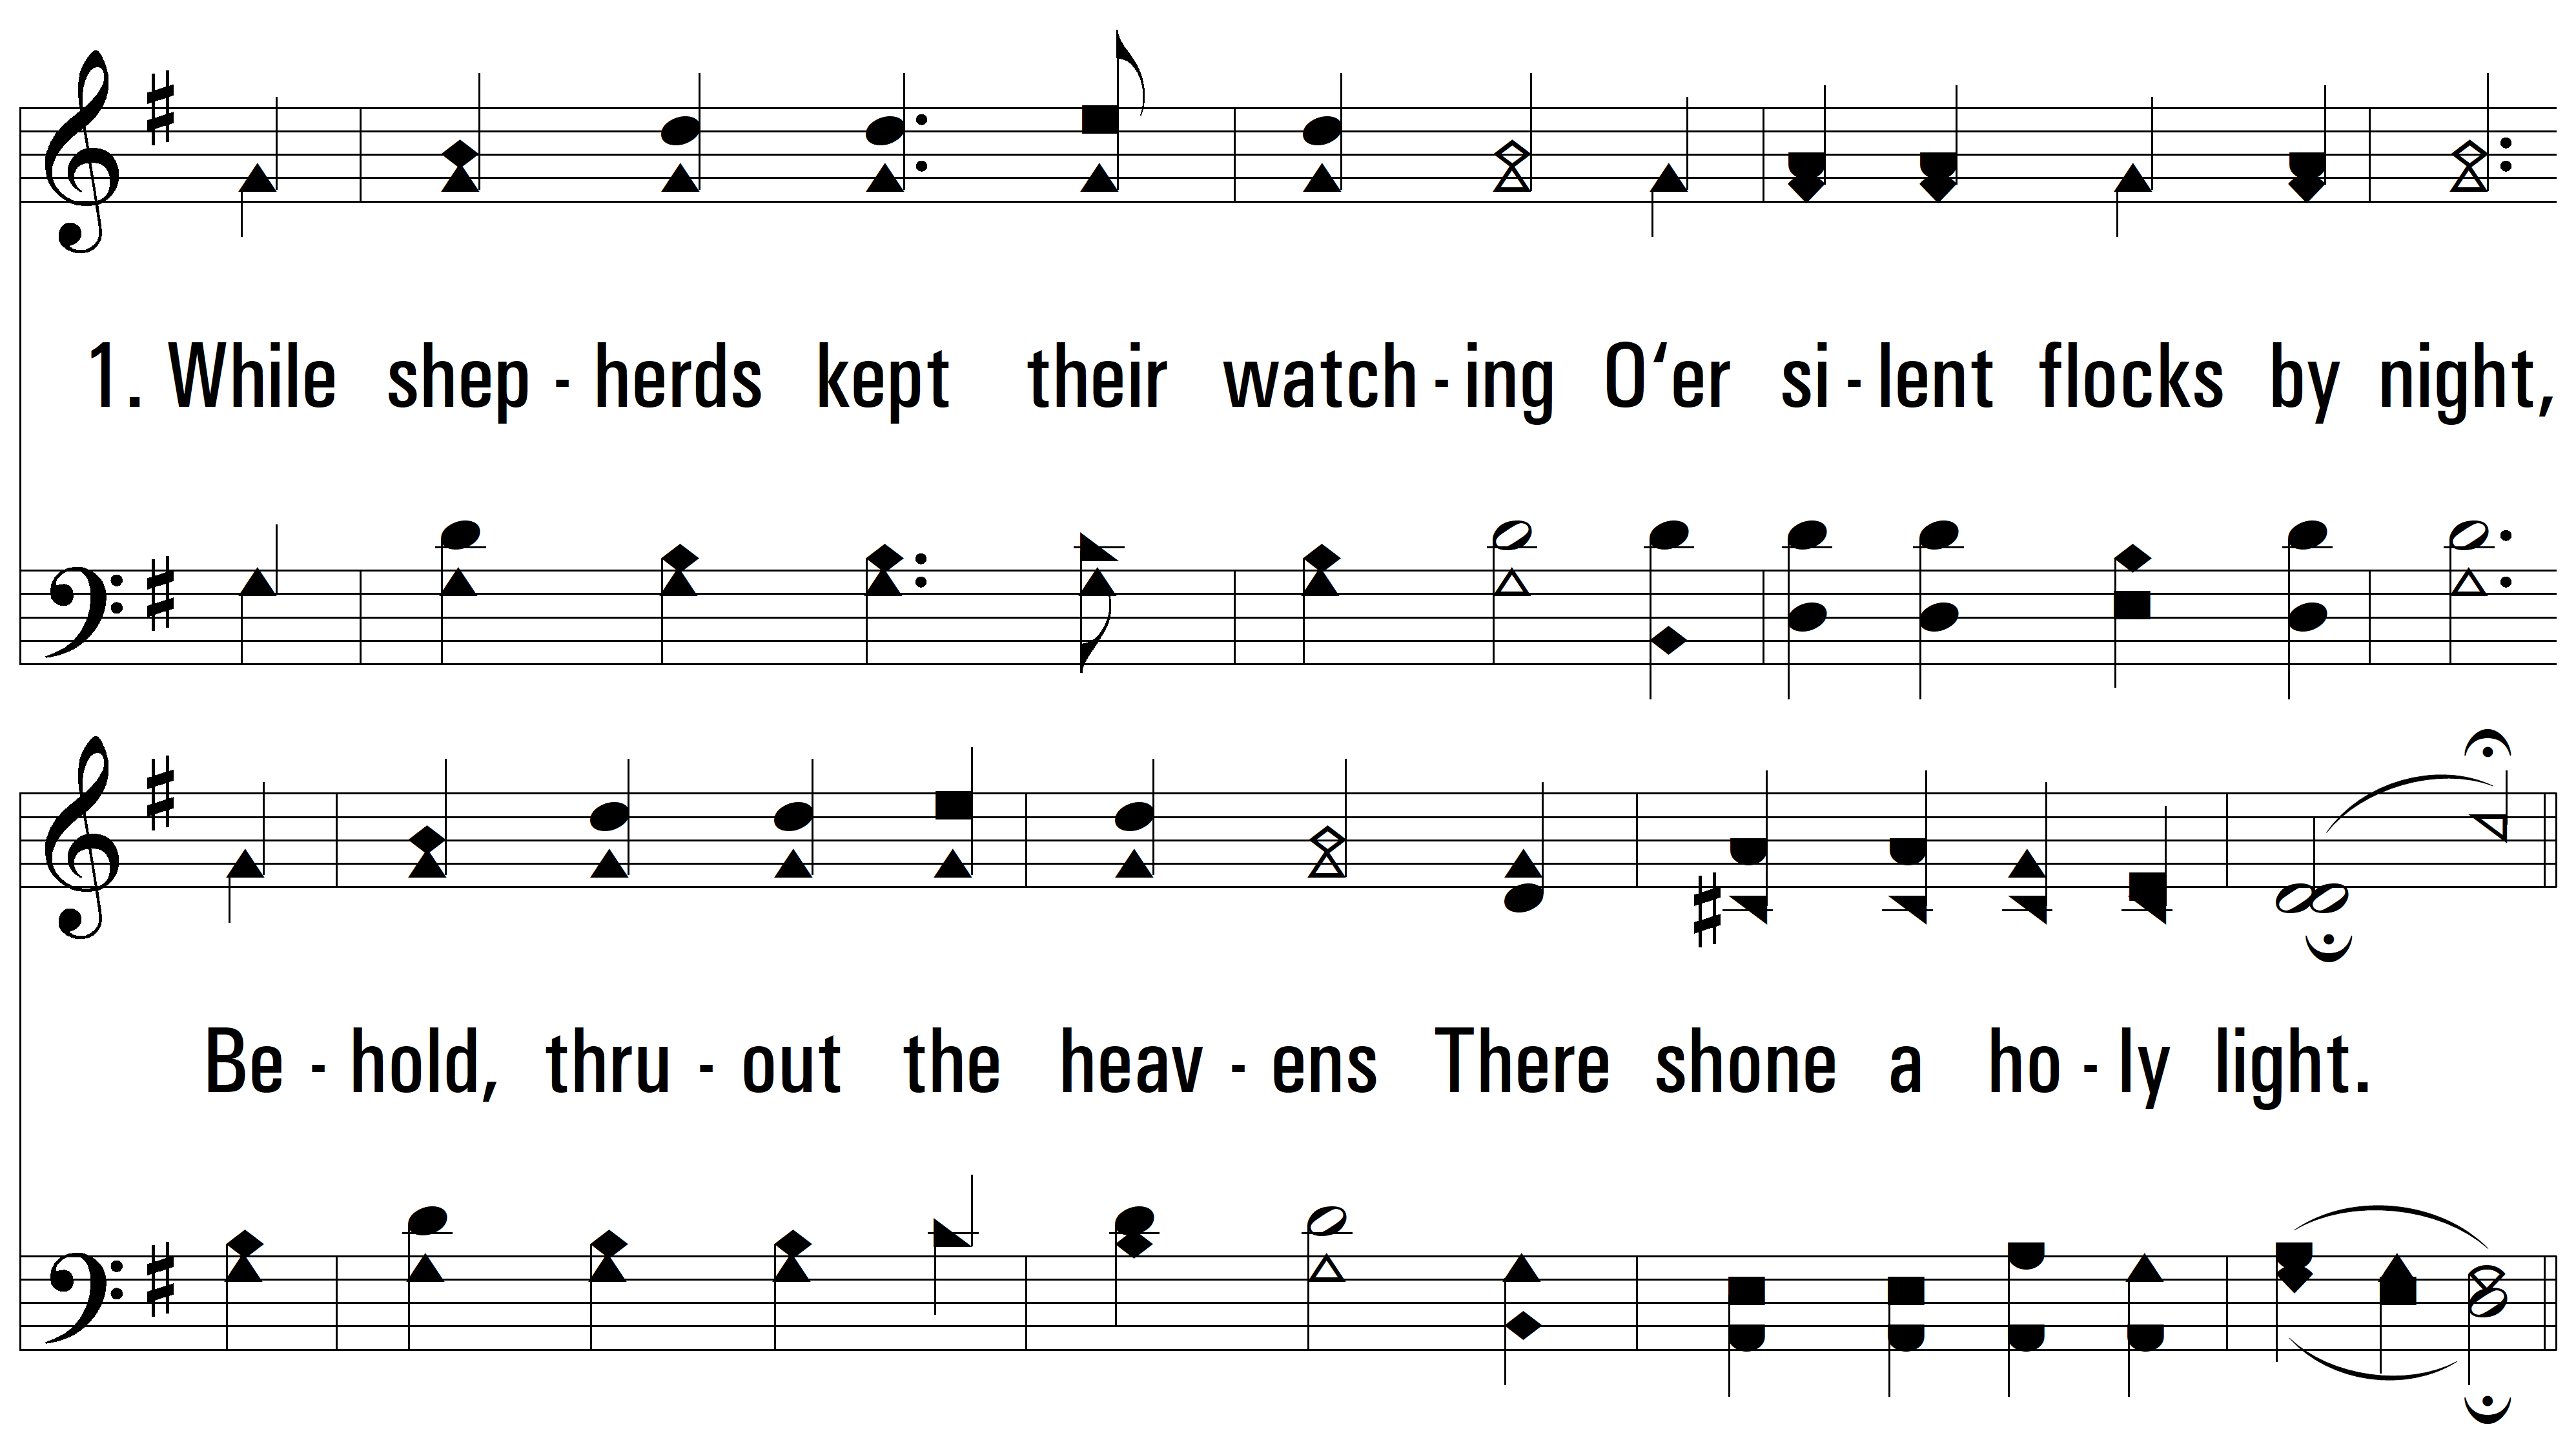 1. While shep - herds kept their watch - ing O‘er si - lent flocks by night,
Be - hold, thru - out the heav - ens There shone a ho - ly light.